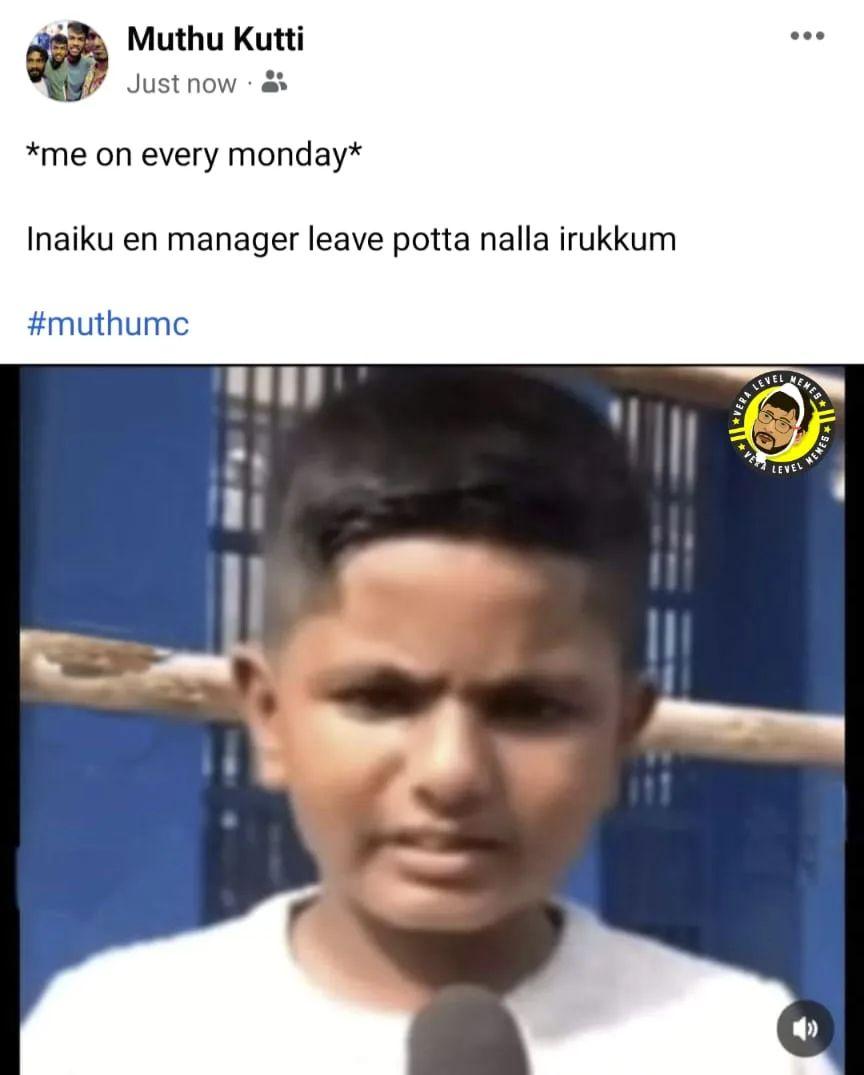 Muthu Kutti
Just now ·
*me on every monday*
Inaiku en manager leave potta nalla irukkum
#muthumc
VERA LEVEL MEMES
VERA LEVEL MEMES